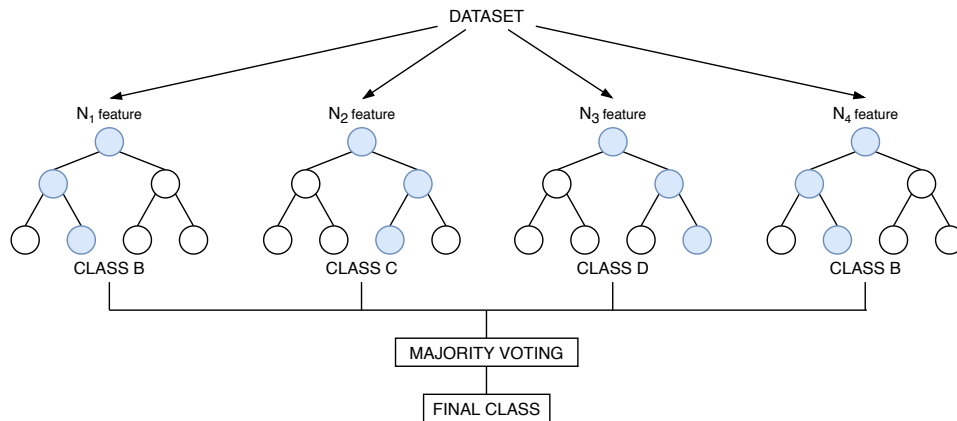 DATASET
N₁ feature
N₂ feature
N₃ feature
N₄ feature
CLASS B
CLASS C
CLASS D
CLASS B
MAJORITY VOTING
FINAL CLASS